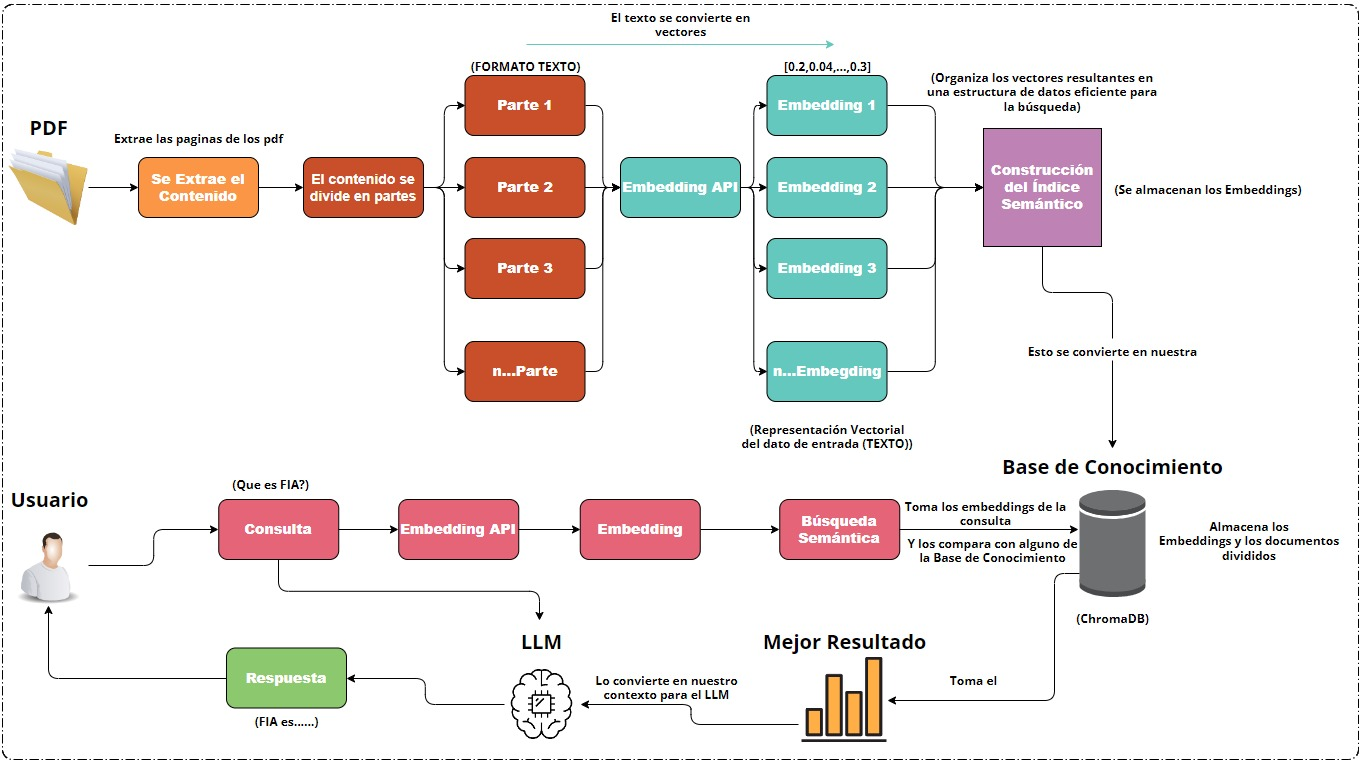 El texto se convierte en
vectores
(FORMATO TEXTO)
[0.2,0.04,...,0.3]
(Organiza los vectores resultantes en
una estructura de datos eficiente para
la búsqueda)
PDF
Extrae las paginas de los pdf
Se Extrae el
Contenido
El contenido se
divide en partes
Parte 1
Parte 2
Parte 3
n...Parte
Embedding API
Embedding 1
Embedding 2
Embedding 3
n...Embegding
(Representación Vectorial
del dato de entrada (TEXTO))
Construcción
del Índice
Semántico
(Se almacenan los Embeddings)
Esto se convierte en nuestra
Base de Conocimiento
Usuario
(Que es FIA?)
Consulta
Embedding API
Embedding
Búsqueda
Semántica
Toma los embeddings de la
consulta
Y los compara con alguno de
la Base de Conocimiento
Almacena los
Embeddings y los documentos
divididos
(ChromaDB)
LLM
Mejor Resultado
Toma el
Lo convierte en nuestro
contexto para el LLM
Respuesta
(FIA es......)